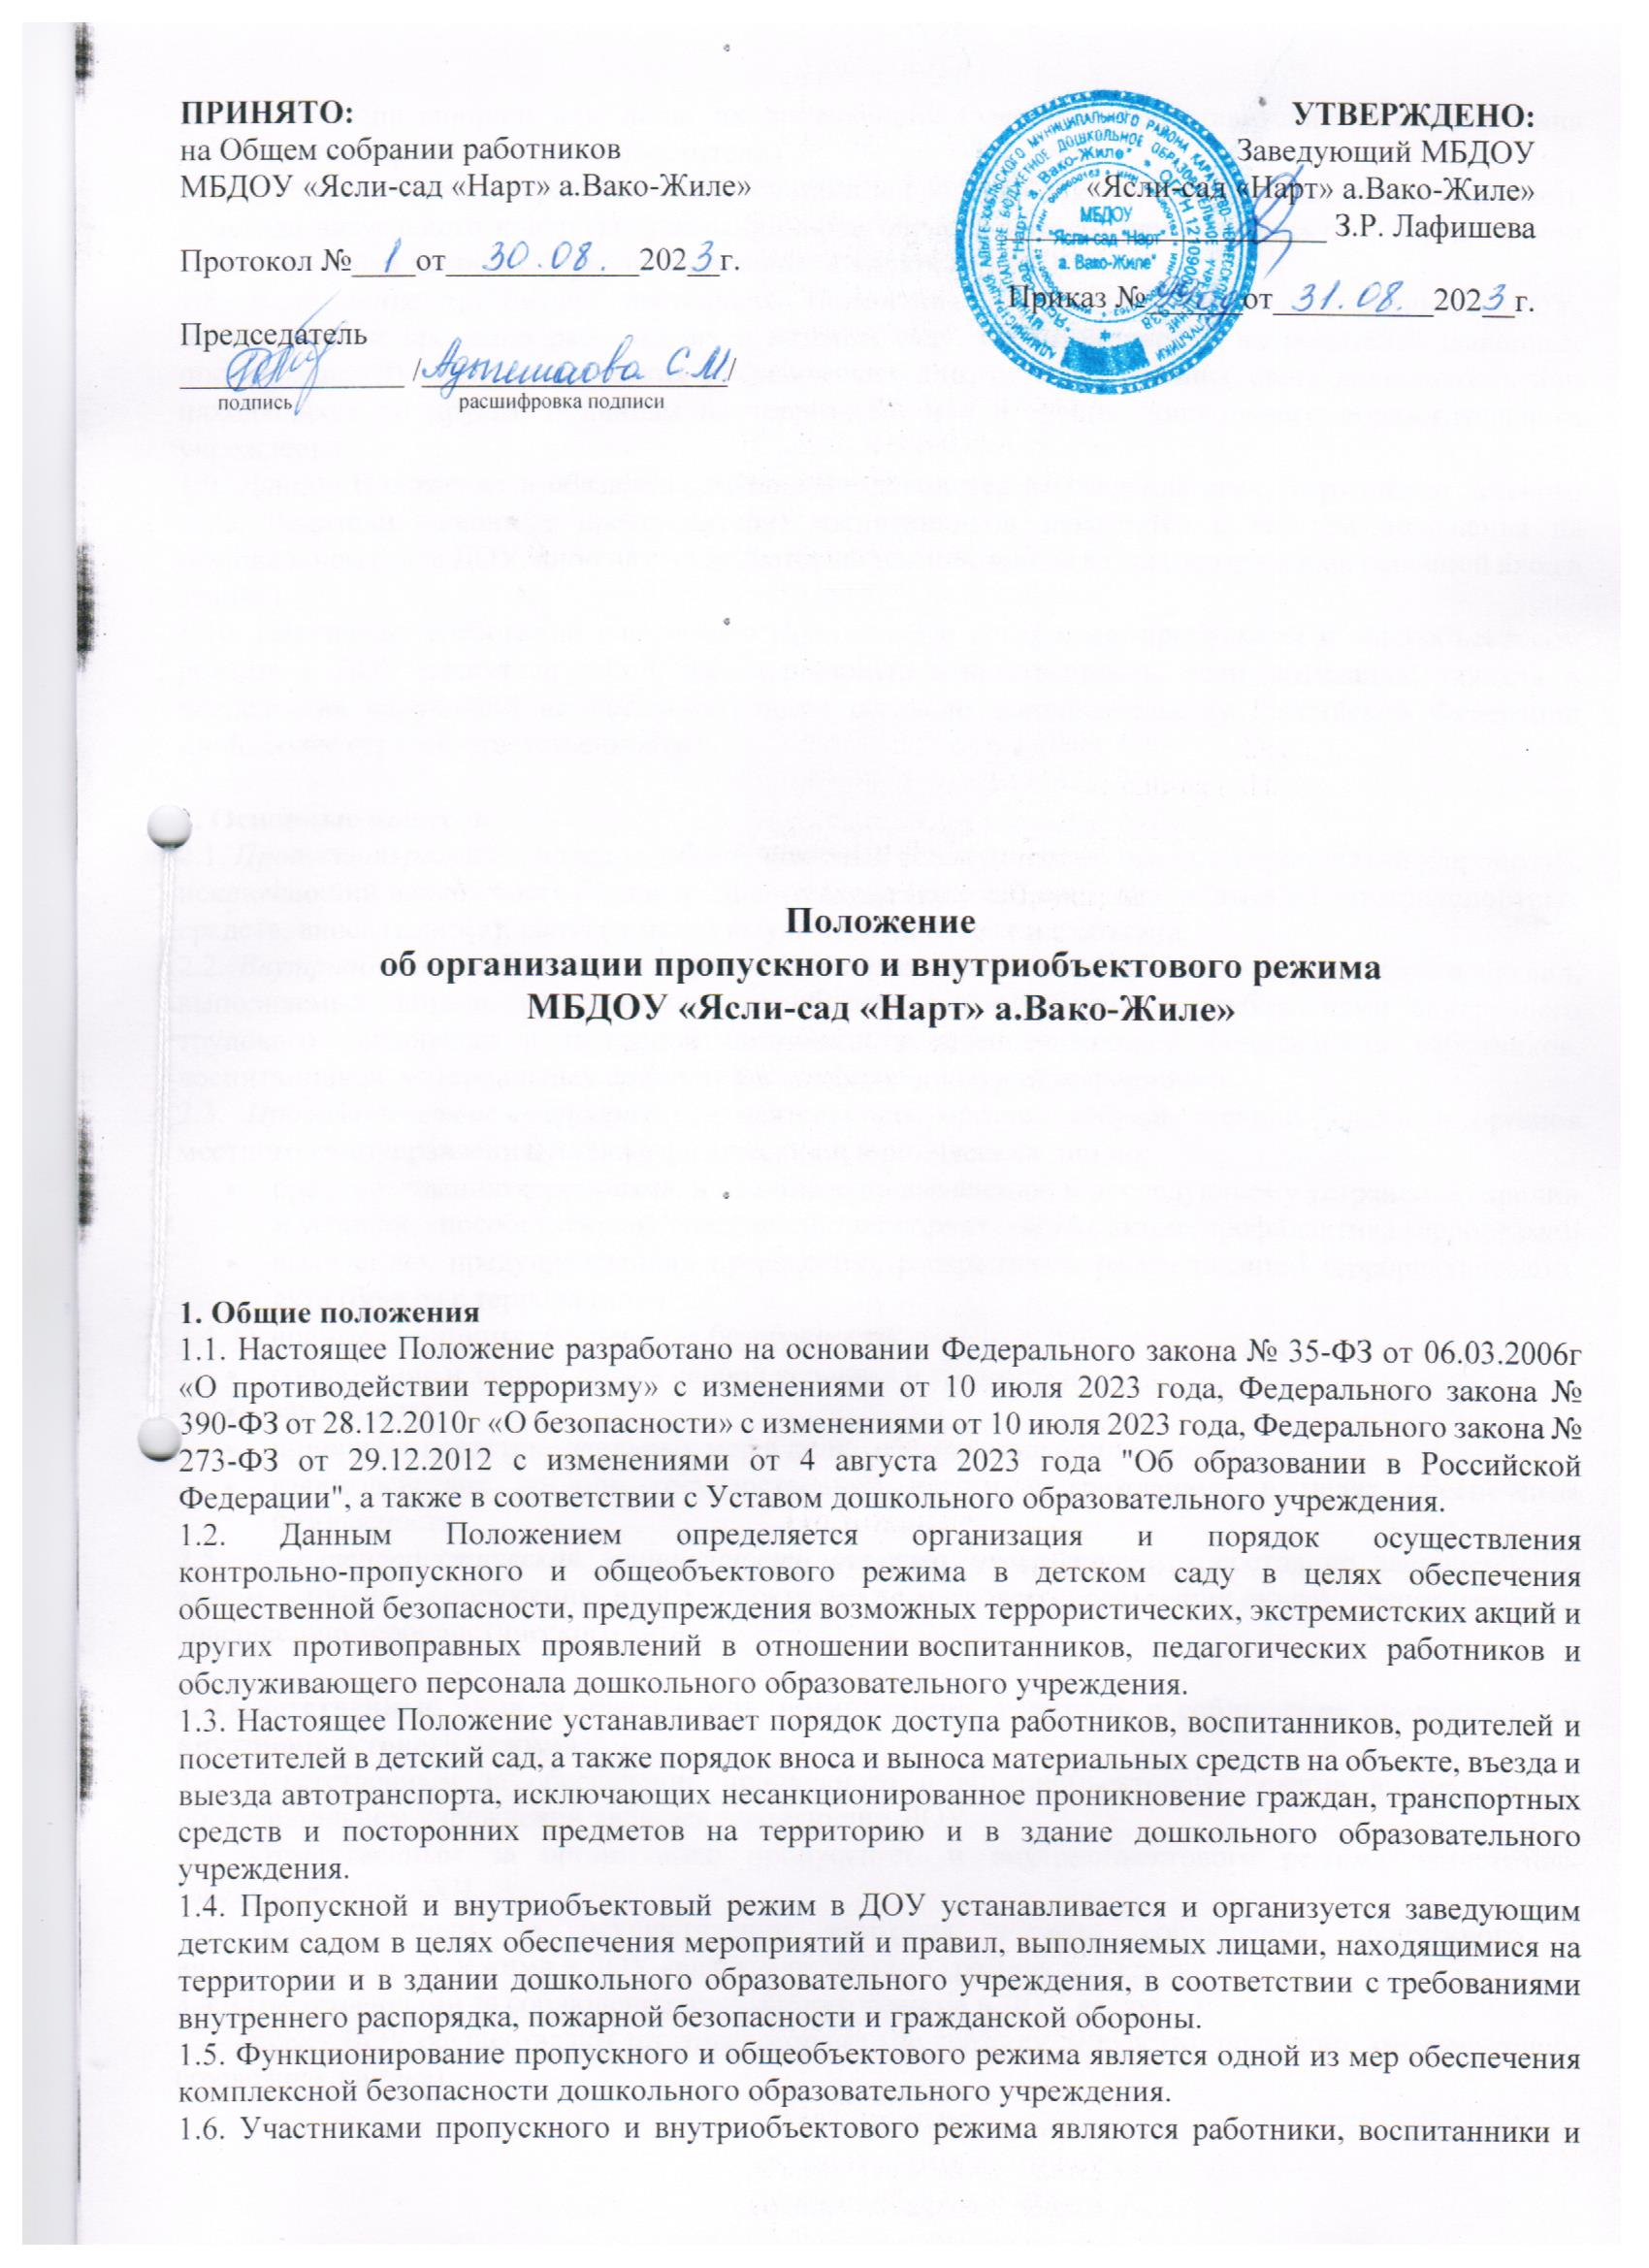 ПРИНЯТО:
на Общем собрании работников
МБДОУ «Ясли-сад «Нарт» а.Вако-Жиле»
Протокол № 1 от 30.08. 2023 г.
Председатель
/ С.М./
подпись расшифровка подписи
УТВЕРЖДЕНО:
Заведующий МБДОУ
«Ясли-сад «Нарт» а.Вако-Жиле»
З.Р. Лафишева
Приказ № от 31.08. 2023 г.
МБДОУ
"Ясли-сад "Нарт"
а. Вако-Жиле"
Положение
об организации пропускного и внутриобъектового режима
МБДОУ «Ясли-сад «Нарт» а.Вако-Жиле»
1. Общие положения
1.1. Настоящее Положение разработано на основании Федерального закона № 35-ФЗ от 06.03.2006г
«О противодействии терроризму» с изменениями от 10 июля 2023 года, Федерального закона №
390-ФЗ от 28.12.2010г «О безопасности» с изменениями от 10 июля 2023 года, Федерального закона №
273-ФЗ от 29.12.2012 с изменениями от 4 августа 2023 года "Об образовании в Российской
Федерации", а также в соответствии с Уставом дошкольного образовательного учреждения.
1.2. Данным Положением определяется организация и порядок осуществления
контрольно-пропускного и общеобъектового режима в детском саду в целях обеспечения
общественной безопасности, предупреждения возможных террористических, экстремистских акций и
других противоправных проявлений в отношении воспитанников, педагогических работников и
обслуживающего персонала дошкольного образовательного учреждения.
1.3. Настоящее Положение устанавливает порядок доступа работников, воспитанников, родителей и
посетителей в детский сад, а также порядок вноса и выноса материальных средств на объекте, въезда и
выезда автотранспорта, исключающих несанкционированное проникновение граждан, транспортных
средств и посторонних предметов на территорию и в здание дошкольного образовательного
учреждения.
1.4. Пропускной и внутриобъектовый режим в ДОУ устанавливается и организуется заведующим
детским садом в целях обеспечения мероприятий и правил, выполняемых лицами, находящимися на
территории и в здании дошкольного образовательного учреждения, в соответствии с требованиями
внутреннего распорядка, пожарной безопасности и гражданской обороны.
1.5. Функционирование пропускного и общеобъектового режима является одной из мер обеспечения
комплексной безопасности дошкольного образовательного учреждения.
1.6. Участниками пропускного и внутриобъектового режима являются работники, воспитанники и